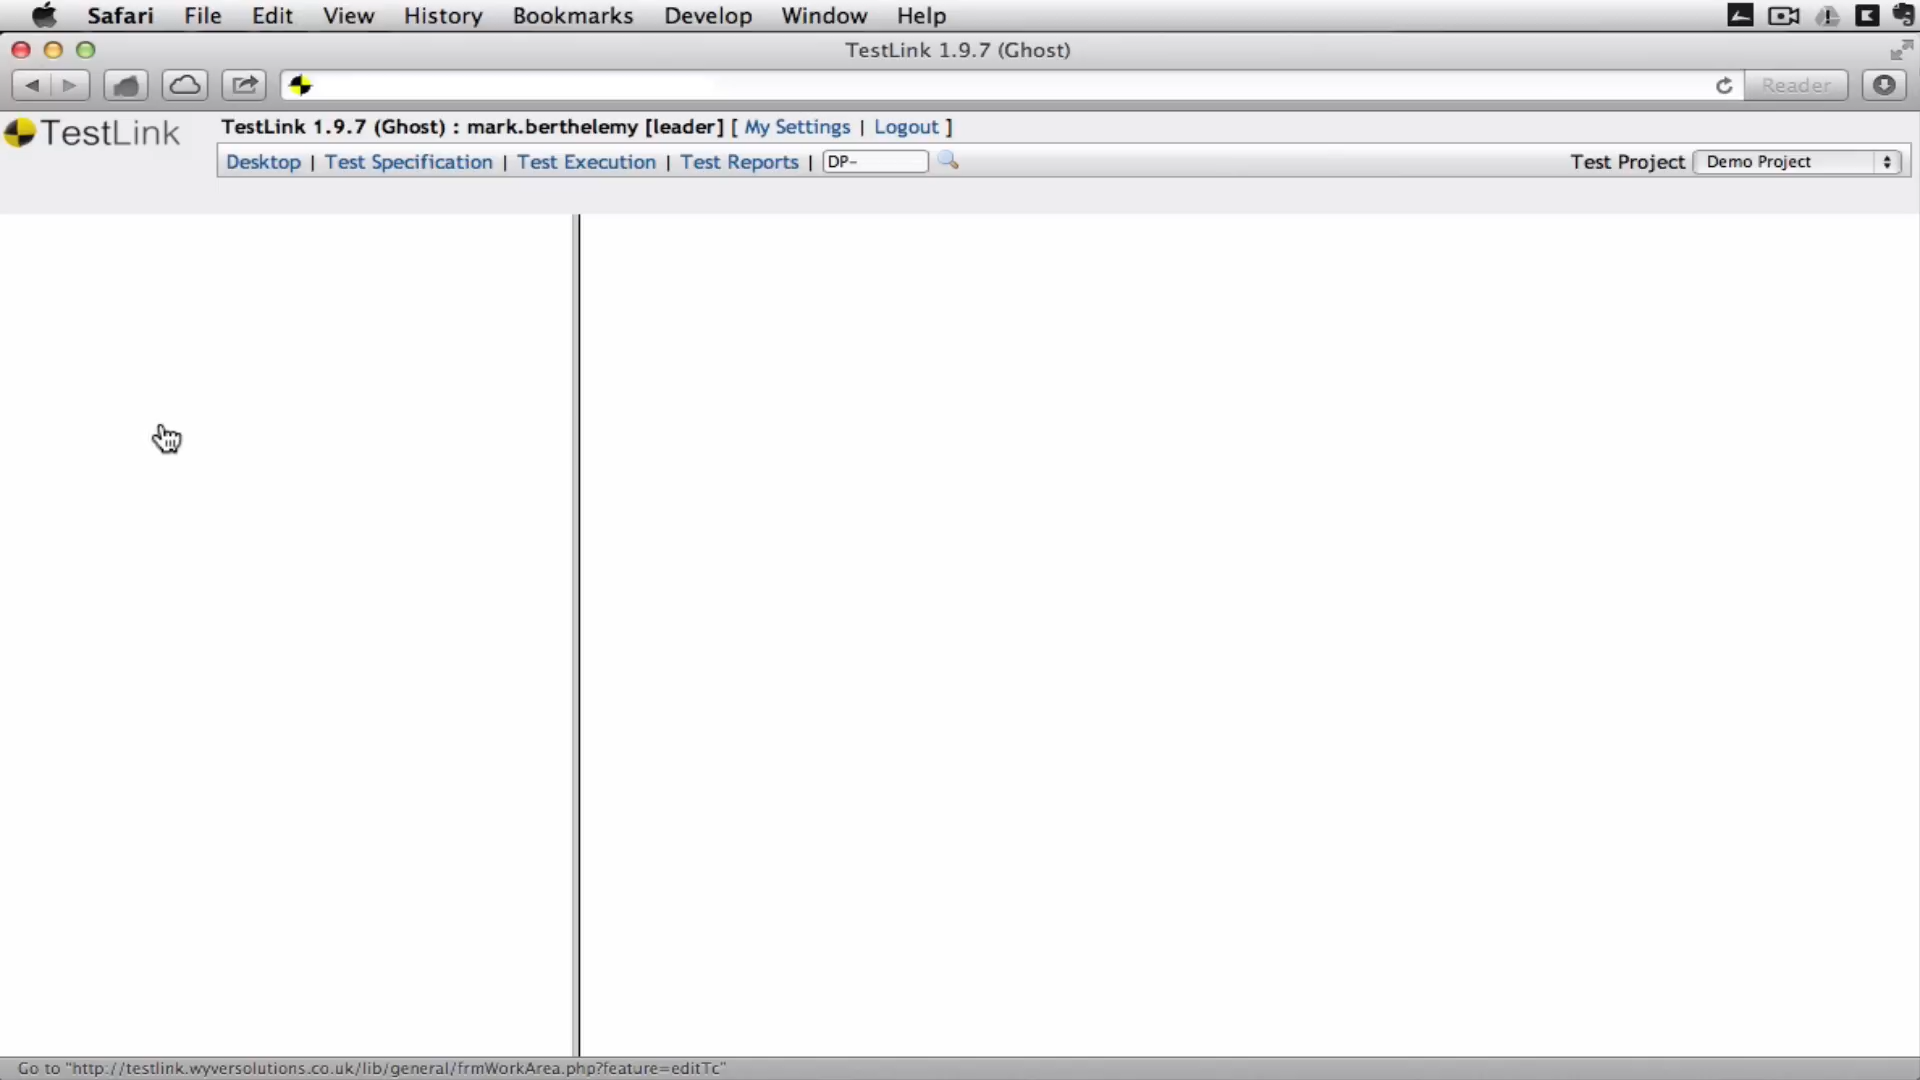 Safari File Edit View History Bookmarks Develop Window Help
TestLink 1.9.7 (Ghost)
Reader
TestLink
TestLink 1.9.7 (Ghost) : mark.berthelemy [leader] [ My Settings | Logout ]
Desktop | Test Specification | Test Execution | Test Reports | DP-
Test Project Demo Project
Go to "http://testlink.wyversolutions.co.uk/lib/general/frmWorkArea.php?feature=editTc"